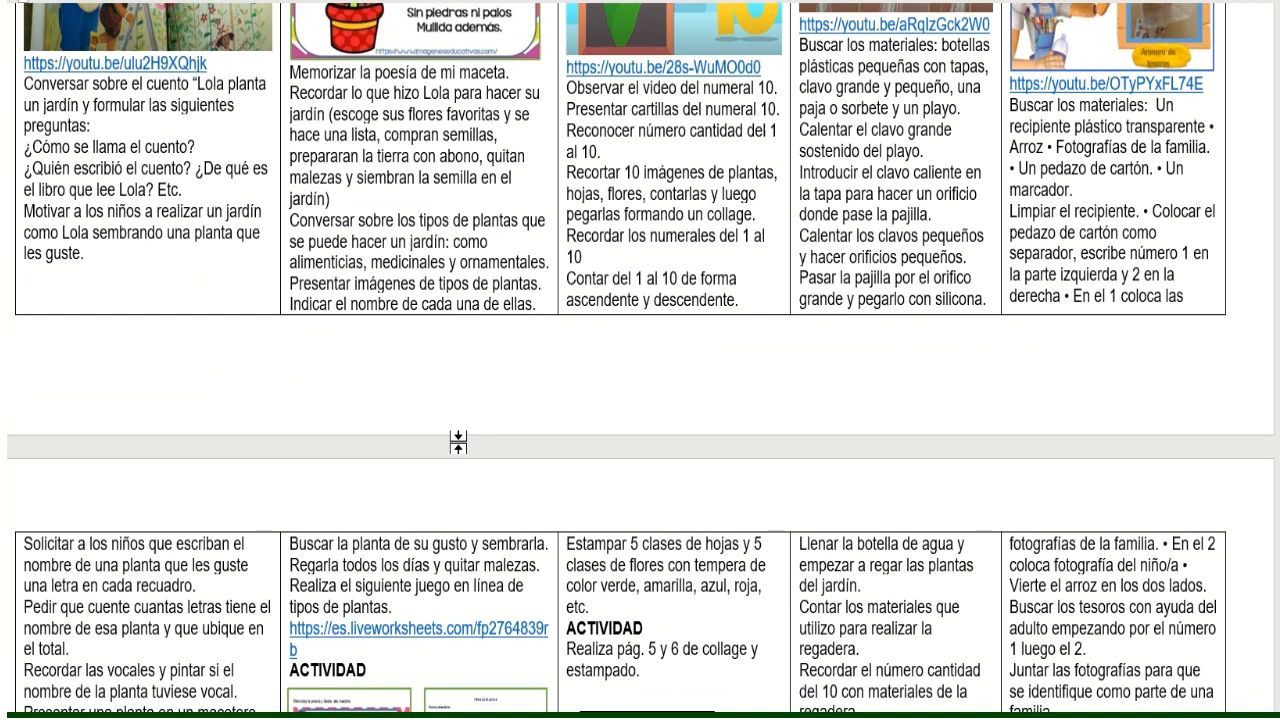 https://youtu.be/ulu2H9XQhjk
Conversar sobre el cuento “Lola planta
un jardín y formular las siguientes
preguntas:
¿Cómo se llama el cuento?
¿Quién escribió el cuento? ¿De qué es
el libro que lee Lola? Etc.
Motivar a los niños a realizar un jardín
como Lola sembrando una planta que
les guste.
Sin piedras ni palos
Mullida además.
https://www.imageneseducativas.com/
Memorizar la poesía de mi maceta.
Recordar lo que hizo Lola para hacer su
jardín (escoge sus flores favoritas y se
hace una lista, compran semillas,
prepararan la tierra con abono, quitan
malezas y siembran la semilla en el
jardín)
Conversar sobre los tipos de plantas que
se puede hacer un jardín: como
alimenticias, medicinales y ornamentales.
Presentar imágenes de tipos de plantas.
Indicar el nombre de cada una de ellas.
https://youtu.be/28s-WuMO0d0
Observar el video del numeral 10.
Presentar cartillas del numeral 10.
Reconocer número cantidad del 1
al 10.
Recortar 10 imágenes de plantas,
hojas, flores, contarlas y luego
pegarlas formando un collage.
Recordar los numerales del 1 al
10
Contar del 1 al 10 de forma
ascendente y descendente.
https://youtu.be/aRqIzGck2W0
Buscar los materiales: botellas
plásticas pequeñas con tapas,
clavo grande y pequeño, una
paja o sorbete y un playo.
Calentar el clavo grande
sostenido del playo.
Introducir el clavo caliente en
la tapa para hacer un orificio
donde pase la pajilla.
Calentar los clavos pequeños
y hacer orificios pequeños.
Pasar la pajilla por el orifico
grande y pegarlo con silicona.
Arenero de
tesoros
https://youtu.be/OTyPYxFL74E
Buscar los materiales: Un
recipiente plástico transparente •
Arroz • Fotografías de la familia.
• Un pedazo de cartón. • Un
marcador.
Limpiar el recipiente. • Colocar el
pedazo de cartón como
separador, escribe número 1 en
la parte izquierda y 2 en la
derecha • En el 1 coloca las
Solicitar a los niños que escriban el
nombre de una planta que les guste
una letra en cada recuadro.
Pedir que cuente cuantas letras tiene el
nombre de esa planta y que ubique en
el total.
Recordar las vocales y pintar si el
nombre de la planta tuviese vocal.
Presentar una planta en un macetero
Buscar la planta de su gusto y sembrarla.
Regarla todos los días y quitar malezas.
Realiza el siguiente juego en línea de
tipos de plantas.
https://es.liveworksheets.com/fp2764839r
b
ACTIVIDAD
Estampar 5 clases de hojas y 5
clases de flores con tempera de
color verde, amarilla, azul, roja,
etc.
ACTIVIDAD
Realiza pág. 5 y 6 de collage y
estampado.
Llenar la botella de agua y
empezar a regar las plantas
del jardín.
Contar los materiales que
utilizo para realizar la
regadera.
Recordar el número cantidad
del 10 con materiales de la
regadera.
fotografías de la familia. • En el 2
coloca fotografía del niño/a •
Vierte el arroz en los dos lados.
Buscar los tesoros con ayuda del
adulto empezando por el número
1 luego el 2.
Juntar las fotografías para que
se identifique como parte de una
familia.